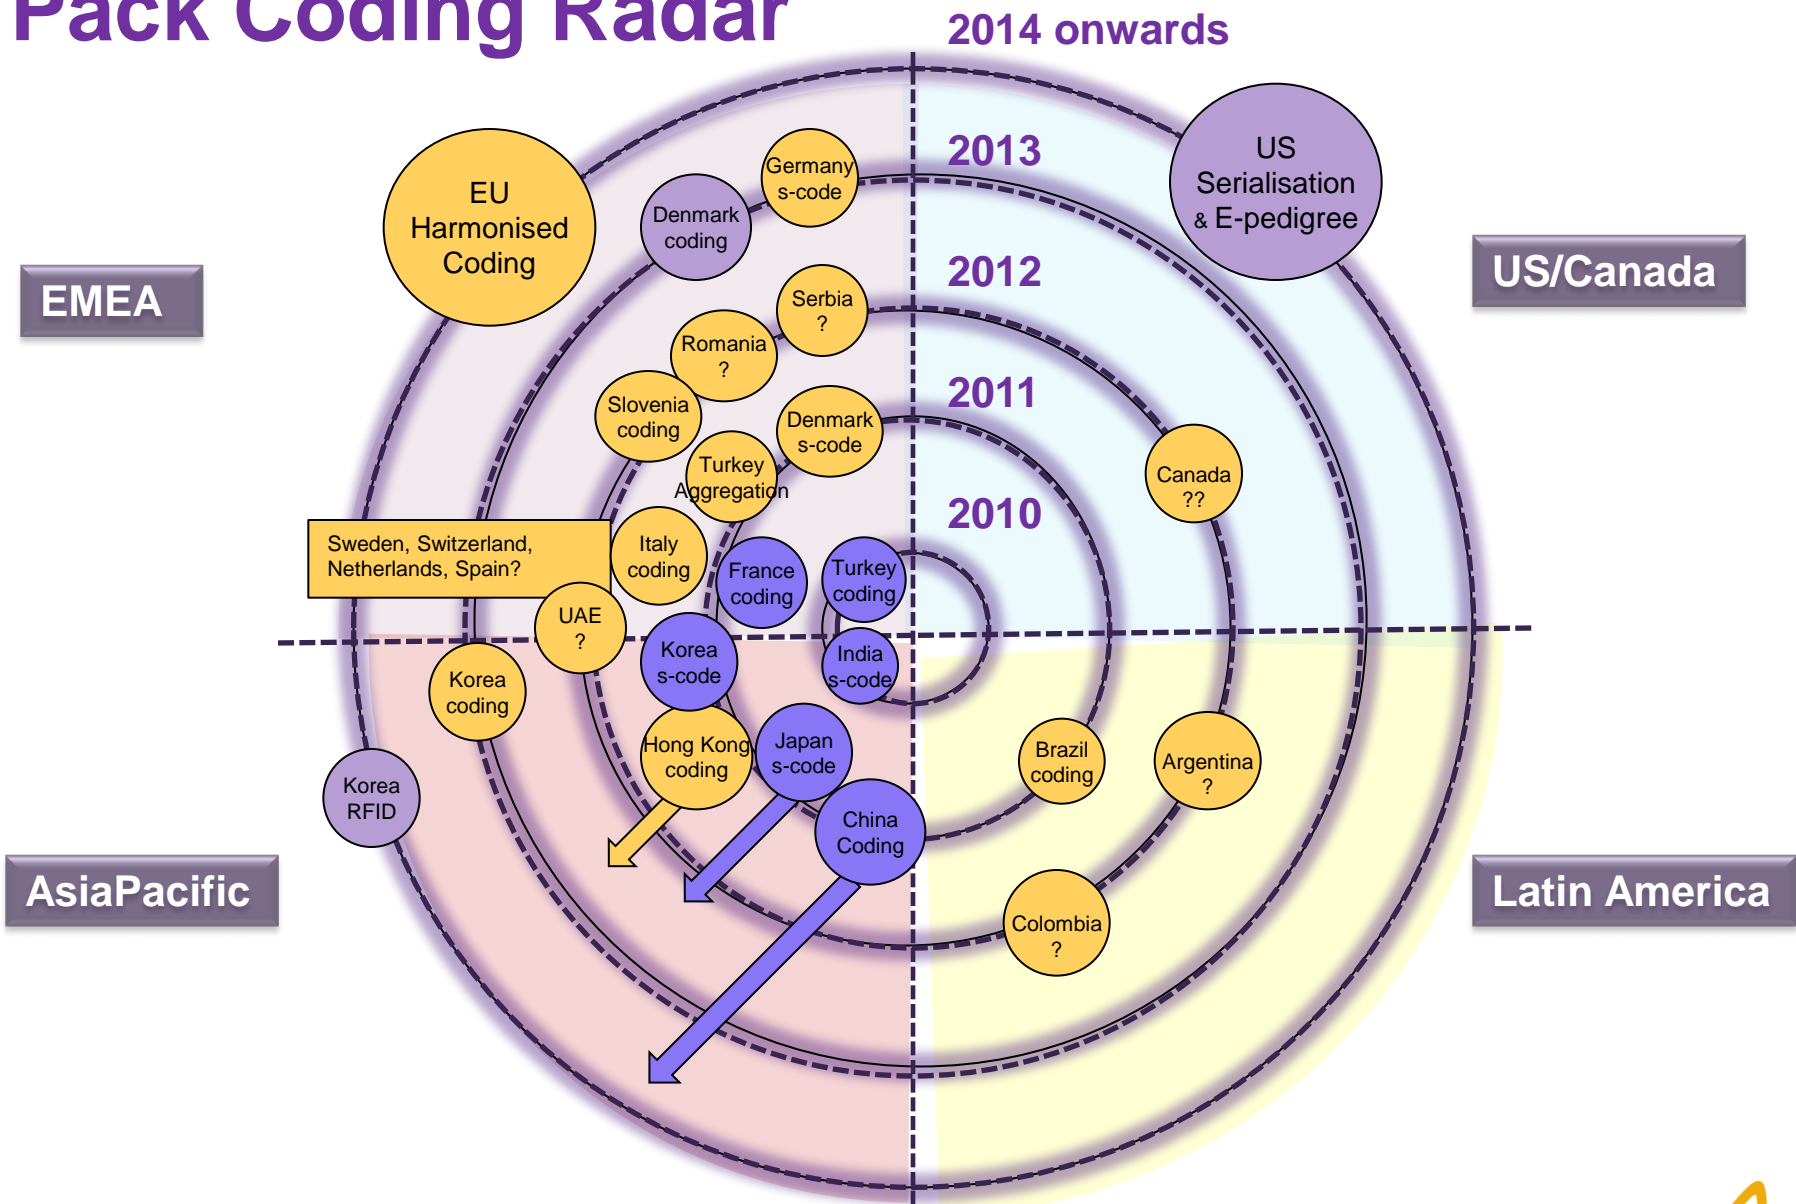 Pack Coding Radar
2014 onwards
2013
2012
2011
2010
EMEA
US/Canada
AsiaPacific
Latin America
EU
Harmonised
Coding
Denmark
coding
Germany
s-code
Serbia
?
Romania
?
Slovenia
coding
Denmark
s-code
Turkey
Aggregation
Sweden, Switzerland,
Netherlands, Spain?
Italy
coding
France
coding
Turkey
coding
UAE
?
US
Serialisation
& E-pedigree
Canada
??
Korea
s-code
India
s-code
Korea
coding
Korea
RFID
Hong Kong
coding
Japan
s-code
China
Coding
Brazil
coding
Argentina
?
Colombia
?